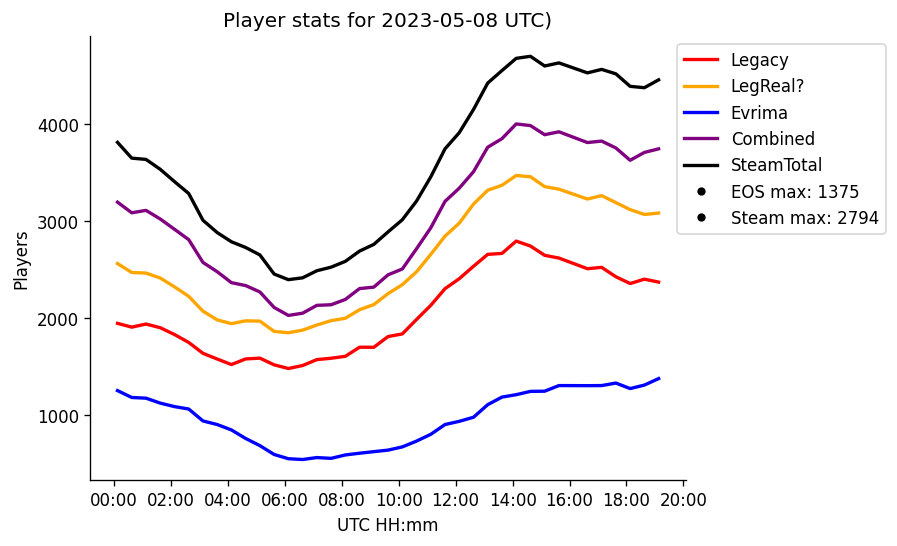 Player stats for 2023-05-08 UTC)
Legacy
LegReal?
Evrima
Combined
SteamTotal
EOS max: 1375
Steam max: 2794
Players
4000
3000
2000
1000
00:00 02:00 04:00 06:00 08:00 10:00 12:00 14:00 16:00 18:00 20:00
UTC HH:mm